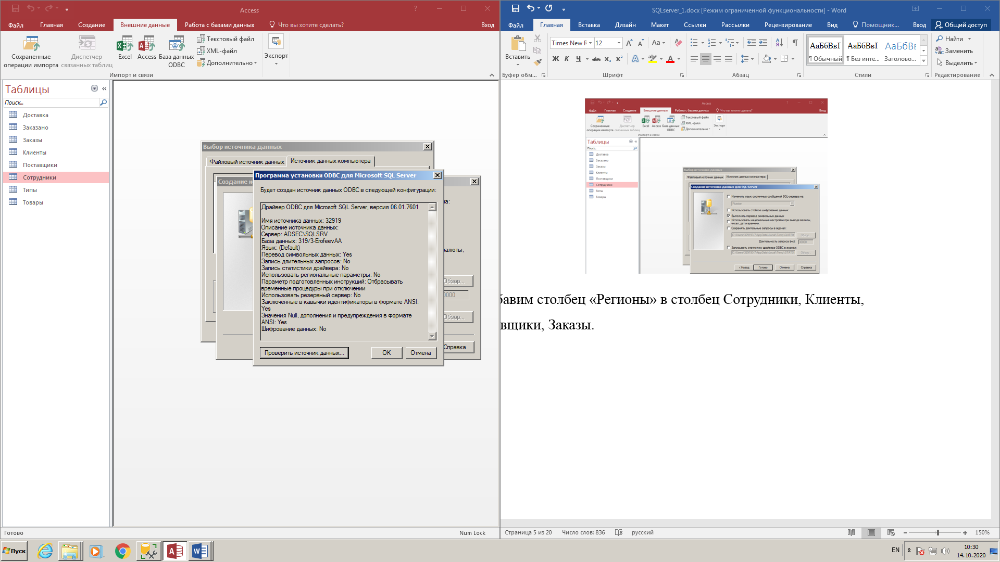 Access
Файл
Главная
Создание
Внешние данные
Работа с базами данных
Что вы хотите сделать?
Вход
Сохраненные
операции импорта
Диспетчер
связанных таблиц
Excel
Access
База данных
ODBC
Текстовый файл
XML-файл
Дополнительно
Экспорт
Импорт и связи
Таблицы
Поиск...
Доставка
Заказано
Заказы
Клиенты
Поставщики
Сотрудники
Типы
Товары
Выбор источника данных
Файловый источник данных
Источник данных компьютера
Создание ис
Программа установки ODBC для Microsoft SQL Server
Будет создан источник данных ODBC в следующей конфигурации:
Драйвер ODBC для Microsoft SQL Server, версия 06.01.7601
Имя источника данных: 32919
Описание источника данных:
Сервер: ADSEC\SQLSRV
База данных: 319/3-ErofeevAA
Язык: (Default)
Перевод символьных данных: Yes
Запись длительных запросов: No
Запись статистики драйвера: No
Использовать региональные параметры: No
Параметр подготовленных инструкций: Отбрасывать
временные процедуры при отключении
Использовать резервный сервер: No
Заключенные в кавычки идентификаторы в формате ANSI:
Yes
Значения Null, дополнения и предупреждения в формате
ANSI: Yes
Шифрование данных: No
Проверить источник данных...
OK
Отмена
на:
валюты,
Обзор...
0000
Обзор...
Справка
Готово
Num Lock
SQLserver_1.docx [Режим ограниченной функциональности] - Word
Файл
Главная
Вставка
Дизайн
Макет
Ссылки
Рассылки
Рецензирование
Вид
Помощник...
Вход
Общий доступ
Вставить
Буфер обм...
Times New R
12
Aa
Ж К Ч abc x₂ x²
Шрифт
Абзац
АаБбВвГ
¶ Обычный
АаБбВвГ
¶ Без инте...
АаБбВв
Заголово...
Стили
Найти
Заменить
Выделить
Редактирование
Access
Файл
Главная
Создание
Внешние данные
Работа с базами данных
Что вы хотите сделать?
Вход
Сохраненные
операции импорта
Диспетчер
связанных таблиц
Excel
Access
База данных
ODBC
Текстовый файл
XML-файл
Дополнительно
Экспорт
Импорт и связи
Таблицы
Поиск...
Доставка
Заказано
Заказы
Клиенты
Поставщики
Сотрудники
Типы
Товары
Выбор источника данных
Файловый источник данных
Источник данных компьютера
Создание источника данных для SQL Server
Изменить язык системных сообщений SQL-сервера на:
Russian
Использовать стойкое шифрование данных
Выполнять перевод символьных данных
Использовать национальные настройки при выводе валюты,
чисел, дат и времени.
Сохранять длительные запросы в журнал:
Обзор...
Длительность запроса (мс):
30000
Записывать статистику драйвера ODBC в журнал:
Обзор...
< Назад
Готово
Отмена
Справка
бавим столбец «Регионы» в столбец Сотрудники, Клиенты,
вщики, Заказы.
Страница 5 из 20
Число слов: 836
русский
150%
Пуск
EN
10:30
14.10.2020